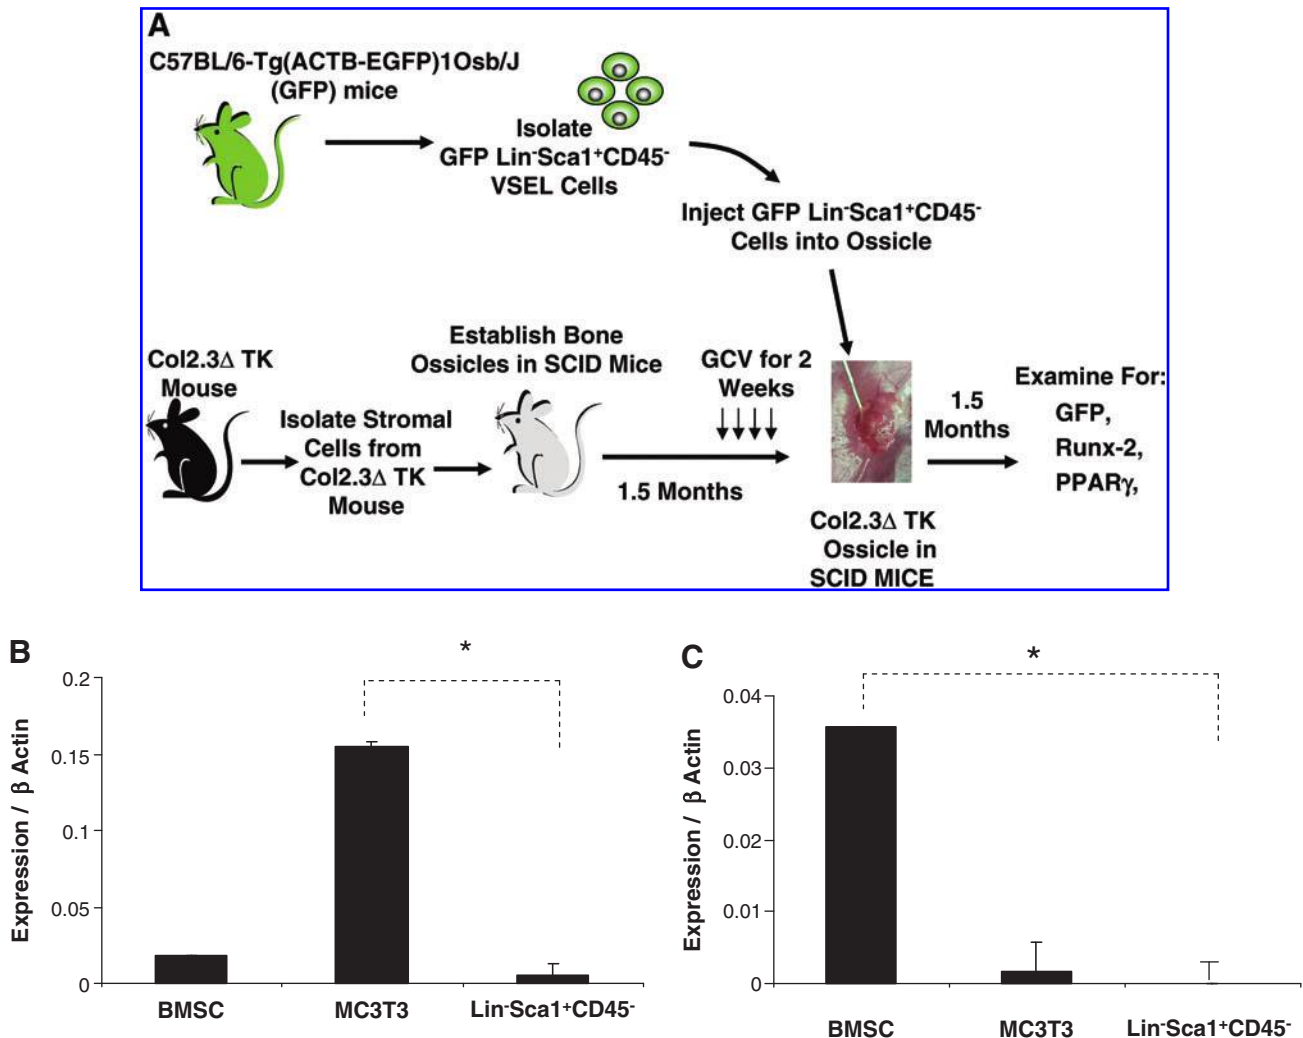 A
C57BL/6-Tg(ACTB-EGFP)1Osb/J
(GFP) mice
Isolate
GFP Lin-Sca1+CD45-
VSEL Cells
Inject GFP Lin-Sca1+CD45-
Cells into Ossicle
Col2.3Δ TK
Mouse
Isolate Stromal
Cells from
Col2.3Δ TK
Mouse
Establish Bone
Ossicles in SCID Mice
1.5 Months
GCV for 2
Weeks
Col2.3Δ TK
Ossicle in
SCID MICE
1.5
Months
Examine For:
GFP,
Runx-2,
PPARγ,
B
*
Expression / β Actin
0.2
0.15
0.1
0.05
0
BMSC
MC3T3
Lin-Sca1+CD45-
C
*
Expression / β Actin
0.04
0.03
0.02
0.01
0
BMSC
MC3T3
Lin-Sca1+CD45-